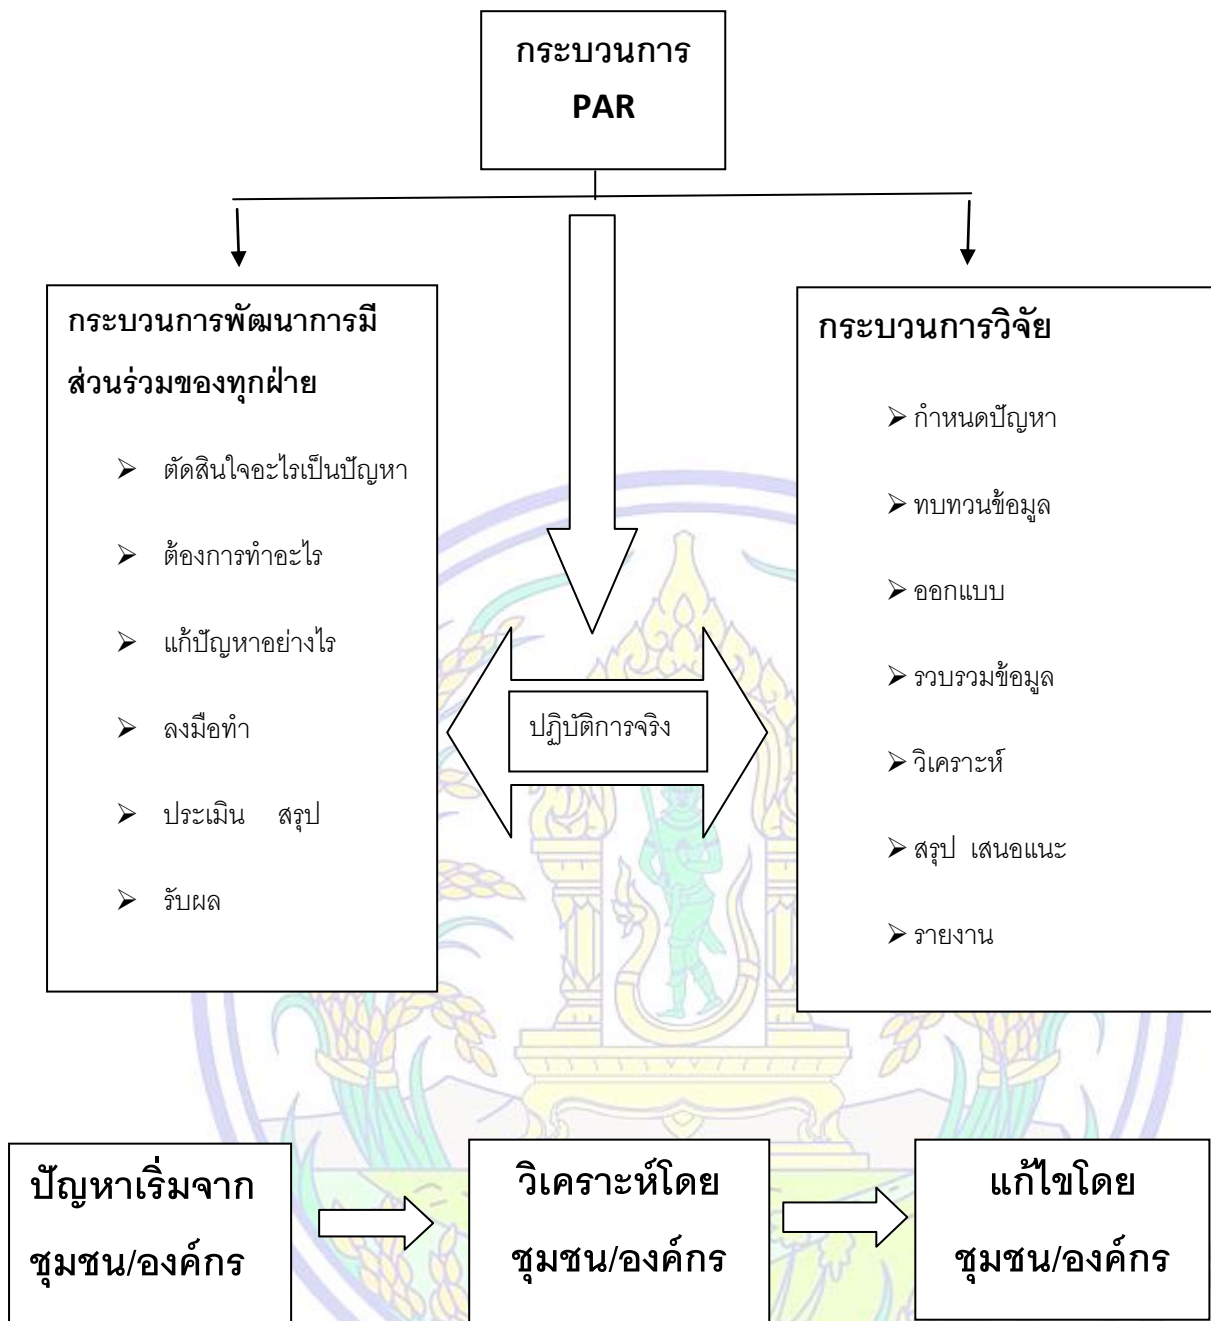 กระบวนการ
PAR
กระบวนการพัฒนาการมี
ส่วนร่วมของทุกฝ่าย
➢ ตัดสินใจอะไรเป็นปัญหา
➢ ต้องการทำอะไร
➢ แก้ปัญหาอย่างไร
➢ ลงมือทำ
➢ ประเมิน สรุป
➢ รับผล
ปฏิบัติการจริง
กระบวนการวิจัย
➢ กำหนดปัญหา
➢ ทบทวนข้อมูล
➢ ออกแบบ
➢ รวบรวมข้อมูล
➢ วิเคราะห์
➢ สรุป เสนอแนะ
➢ รายงาน
ปัญหาเริ่มจาก
ชุมชน/องค์กร
วิเคราะห์โดย
ชุมชน/องค์กร
แก้ไขโดย
ชุมชน/องค์กร